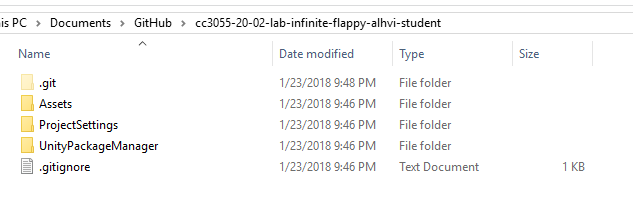 is PC > Documents > GitHub > cc3055-20-02-lab-infinite-flappy-alhvi-student
Name Date modified Type Size
.git 1/23/2018 9:48 PM File folder
Assets 1/23/2018 9:46 PM File folder
ProjectSettings 1/23/2018 9:46 PM File folder
UnityPackageManager 1/23/2018 9:46 PM File folder
.gitignore 1/23/2018 9:46 PM Text Document 1 KB